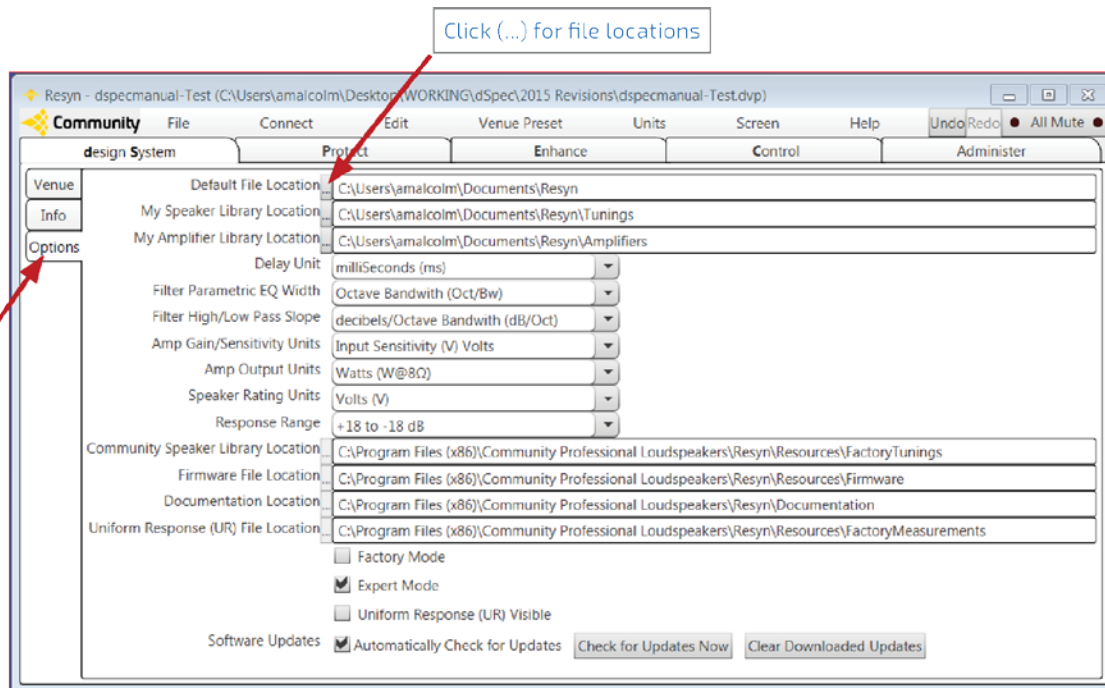 Click (...) for file locations
Resyn - dspecmanual-Test (C:\Users\amalcolm\Desktop\WORKING\dSpec\2015 Revisions\dspecmanual-Test.dvp)
Community File Connect Edit Venue Preset Units Screen Help Undo Redo All Mute
design System Protect Enhance Control Administer
Venue
Info
Options
Default File Location ... C:\Users\amalcolm\Documents\Resyn
My Speaker Library Location ... C:\Users\amalcolm\Documents\Resyn\Tunings
My Amplifier Library Location ... C:\Users\amalcolm\Documents\Resyn\Amplifiers
Delay Unit milliSeconds (ms)
Filter Parametric EQ Width Octave Bandwith (Oct/Bw)
Filter High/Low Pass Slope decibels/Octave Bandwith (dB/Oct)
Amp Gain/Sensitivity Units Input Sensitivity (V) Volts
Amp Output Units Watts (W@8Ω)
Speaker Rating Units Volts (V)
Response Range +18 to -18 dB
Community Speaker Library Location ... C:\Program Files (x86)\Community Professional Loudspeakers\Resyn\Resources\FactoryTunings
Firmware File Location ... C:\Program Files (x86)\Community Professional Loudspeakers\Resyn\Resources\Firmware
Documentation Location ... C:\Program Files (x86)\Community Professional Loudspeakers\Resyn\Documentation
Uniform Response (UR) File Location ... C:\Program Files (x86)\Community Professional Loudspeakers\Resyn\Resources\FactoryMeasurements
Factory Mode
Expert Mode
Uniform Response (UR) Visible
Software Updates Automatically Check for Updates Check for Updates Now Clear Downloaded Updates